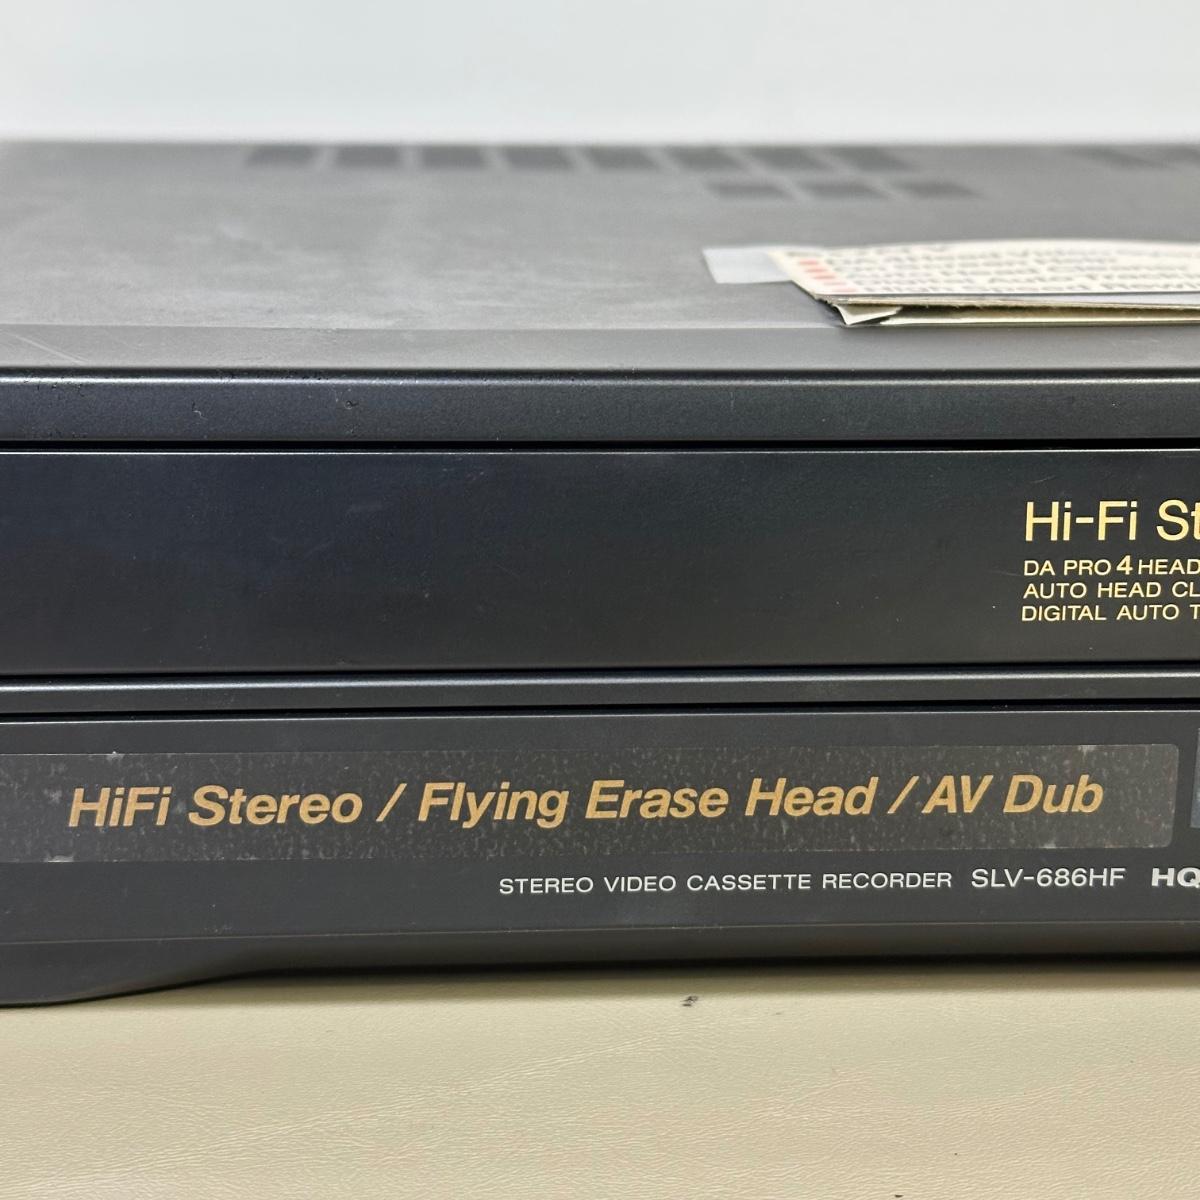 Hi-Fi St
DA PRO 4 HEAD
AUTO HEAD CL
DIGITAL AUTO T
HiFi Stereo / Flying Erase Head / AV Dub
STEREO VIDEO CASSETTE RECORDER SLV-686HF HQ